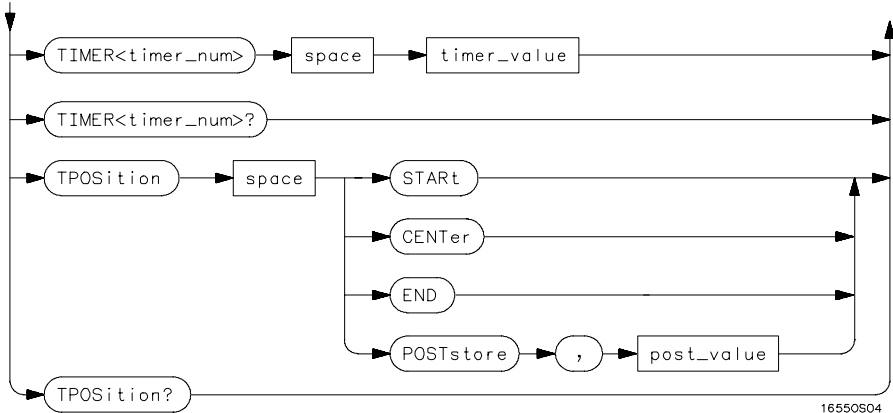 TIMER<timer_num> space timer_value
TIMER<timer_num>?
TPOSition space STARt
CENTer
END
POSTstore , post_value
TPOSition?
16550S04